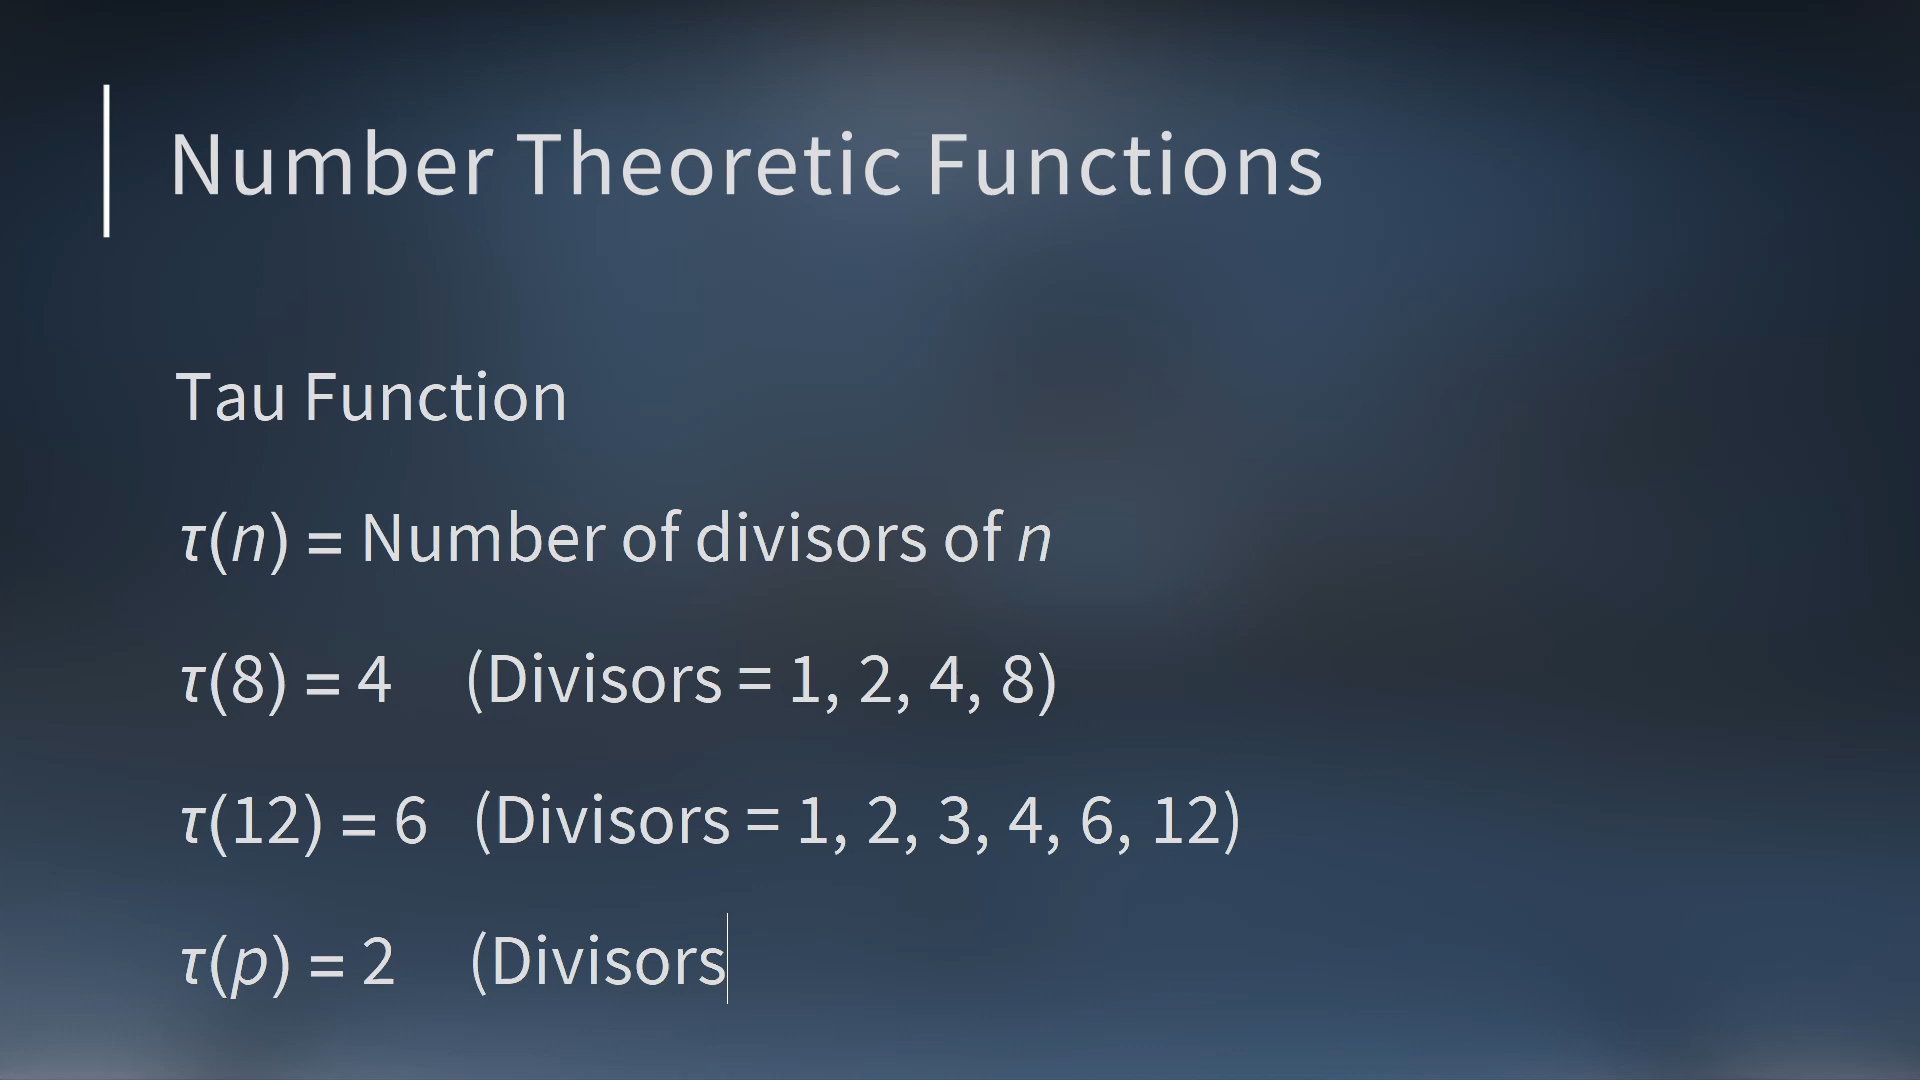 Number Theoretic Functions
Tau Function
τ(n) = Number of divisors of n
τ(8) = 4 (Divisors = 1, 2, 4, 8)
τ(12) = 6 (Divisors = 1, 2, 3, 4, 6, 12)
τ(p) = 2 (Divisors